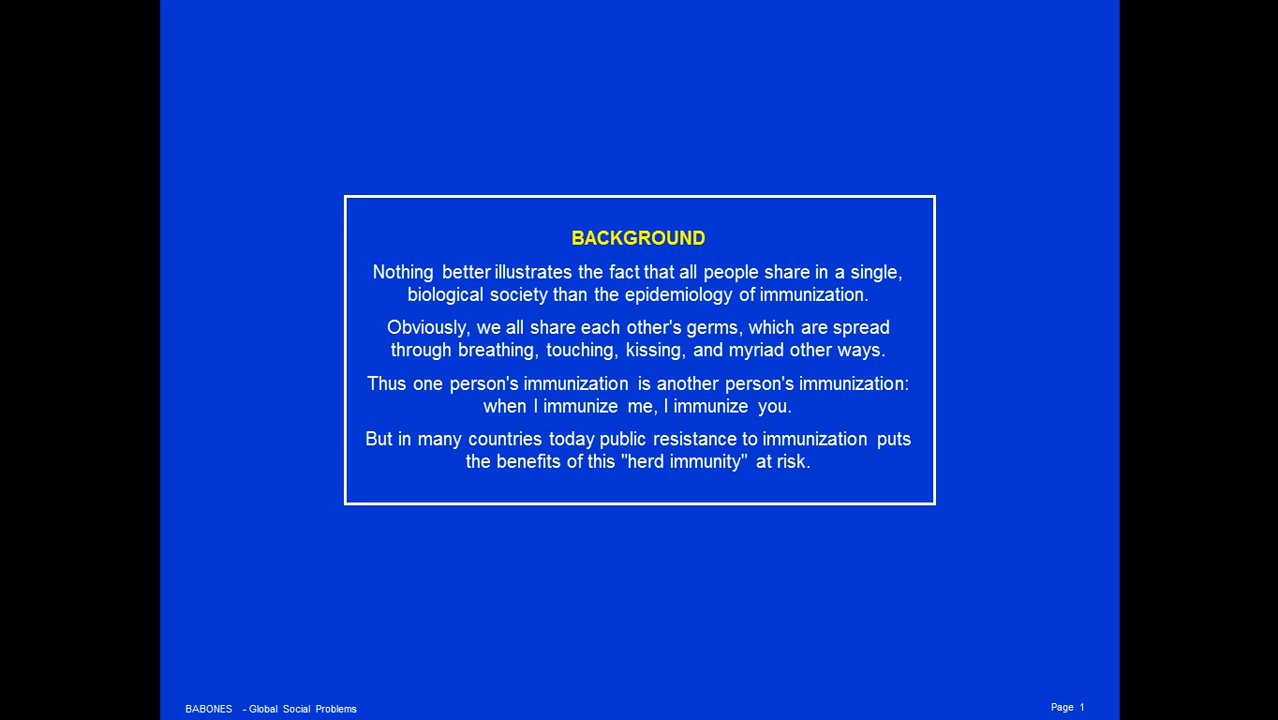 BACKGROUND
Nothing better illustrates the fact that all people share in a single,
biological society than the epidemiology of immunization.
Obviously, we all share each other's germs, which are spread
through breathing, touching, kissing, and myriad other ways.
Thus one person's immunization is another person's immunization:
when I immunize me, I immunize you.
But in many countries today public resistance to immunization puts
the benefits of this "herd immunity" at risk.
BABONES - Global Social Problems
Page 1